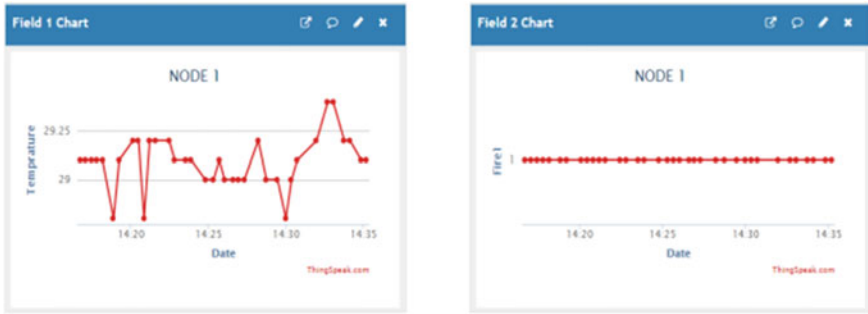 Field 1 Chart
NODE 1
Temprature
29.25
29
14:20 14:25 14:30 14:35
Date
ThingSpeak.com
Field 2 Chart
NODE 1
Fire1
1
14:20 14:25 14:30 14:35
Date
ThingSpeak.com